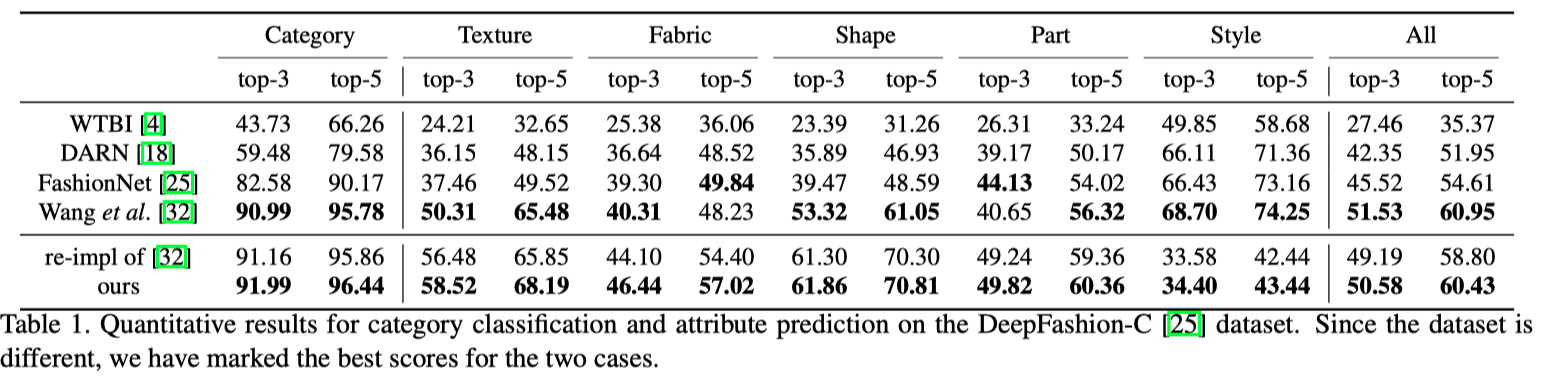 Category Texture Fabric Shape Part Style All
top-3 top-5 top-3 top-5 top-3 top-5 top-3 top-5 top-3 top-5 top-3 top-5 top-3 top-5
WTBI [4] 43.73 66.26 24.21 32.65 25.38 36.06 23.39 31.26 26.31 33.24 49.85 58.68 27.46 35.37
DARN [18] 59.48 79.58 36.15 48.15 36.64 48.52 35.89 46.93 39.17 50.17 66.11 71.36 42.35 51.95
FashionNet [25] 82.58 90.17 37.46 49.52 39.30 49.84 39.47 48.59 44.13 54.02 66.43 73.16 45.52 54.61
Wang et al. [32] 90.99 95.78 50.31 65.48 40.31 48.23 53.32 61.05 40.65 56.32 68.70 74.25 51.53 60.95
re-impl of [32] 91.16 95.86 56.48 65.85 44.10 54.40 61.30 70.30 49.24 59.36 33.58 42.44 49.19 58.80
ours 91.99 96.44 58.52 68.19 46.44 57.02 61.86 70.81 49.82 60.36 34.40 43.44 50.58 60.43
Table 1. Quantitative results for category classification and attribute prediction on the DeepFashion-C [25] dataset. Since the dataset is
different, we have marked the best scores for the two cases.